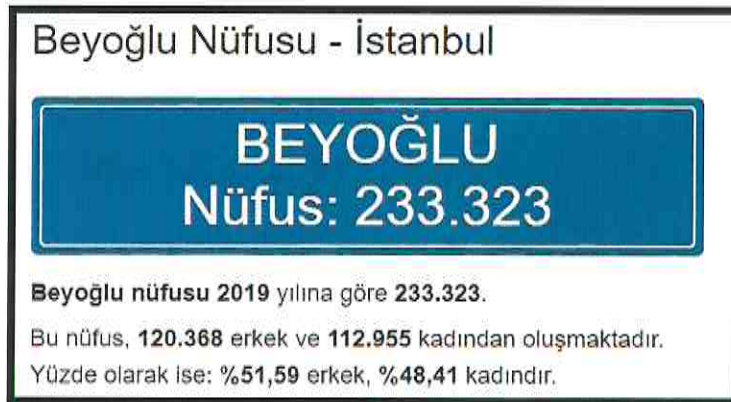 Beyoğlu Nüfusu - İstanbul
BEYOĞLU
Nüfus: 233.323
Beyoğlu nüfusu 2019 yılına göre 233.323.
Bu nüfus, 120.368 erkek ve 112.955 kadından oluşmaktadır.
Yüzde olarak ise: %51,59 erkek, %48,41 kadındır.